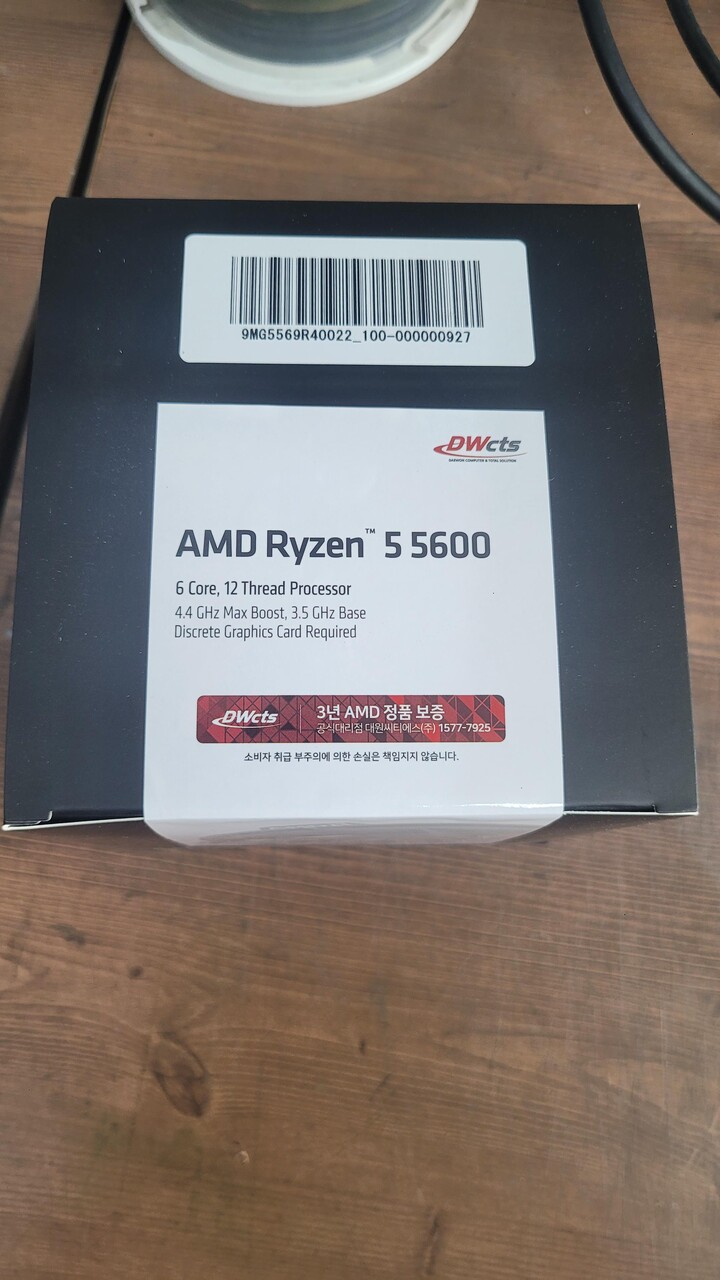 9MG5569R40022_100-000000927
DWcts
DAEWON COMPUTER & TOTAL SOLUTION
AMD Ryzen™ 5 5600
6 Core, 12 Thread Processor
4.4 GHz Max Boost, 3.5 GHz Base
Discrete Graphics Card Required
DWcts
3년 AMD 정품 보증
공식대리점 대원씨티에스(주) 1577-7925
소비자 취급 부주의에 의한 손실은 책임지지 않습니다.